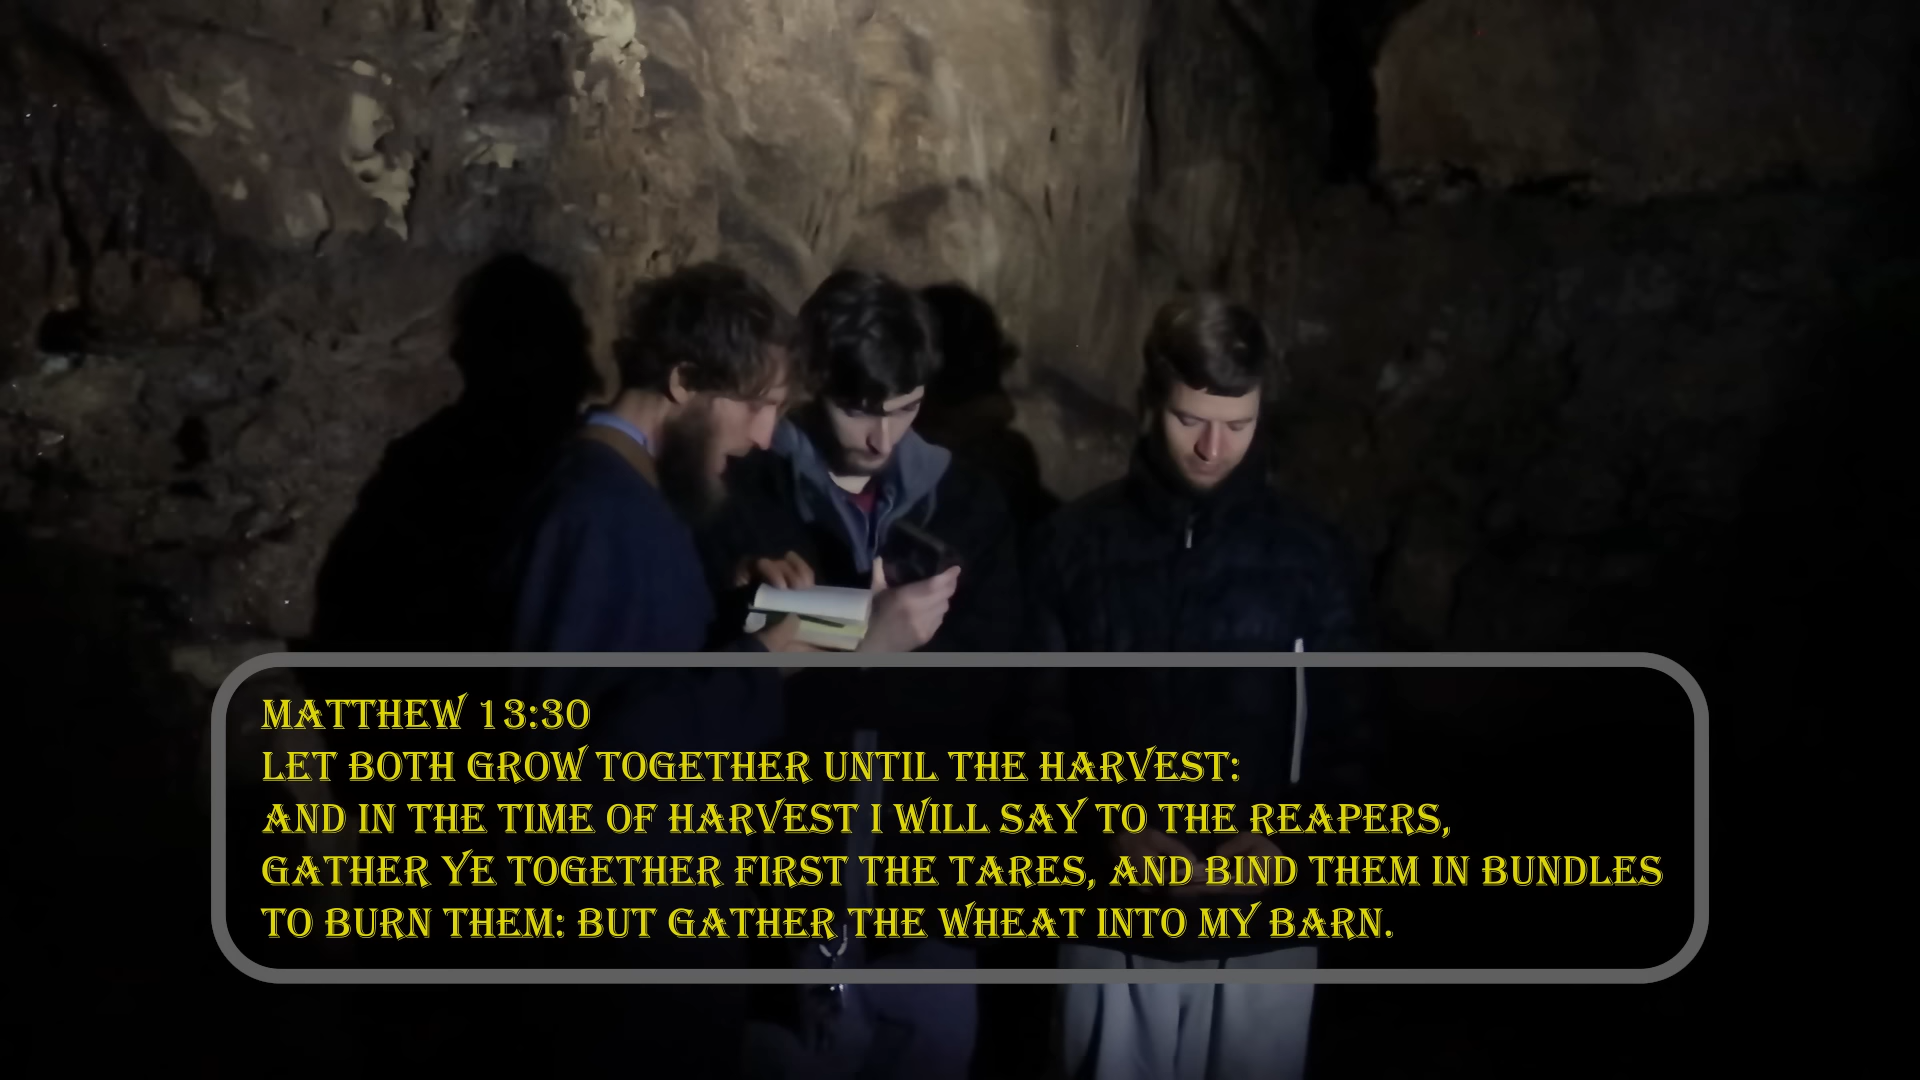 MATTHEW 13:30
LET BOTH GROW TOGETHER UNTIL THE HARVEST:
AND IN THE TIME OF HARVEST I WILL SAY TO THE REAPERS,
GATHER YE TOGETHER FIRST THE TARES, AND BIND THEM IN BUNDLES
TO BURN THEM: BUT GATHER THE WHEAT INTO MY BARN.